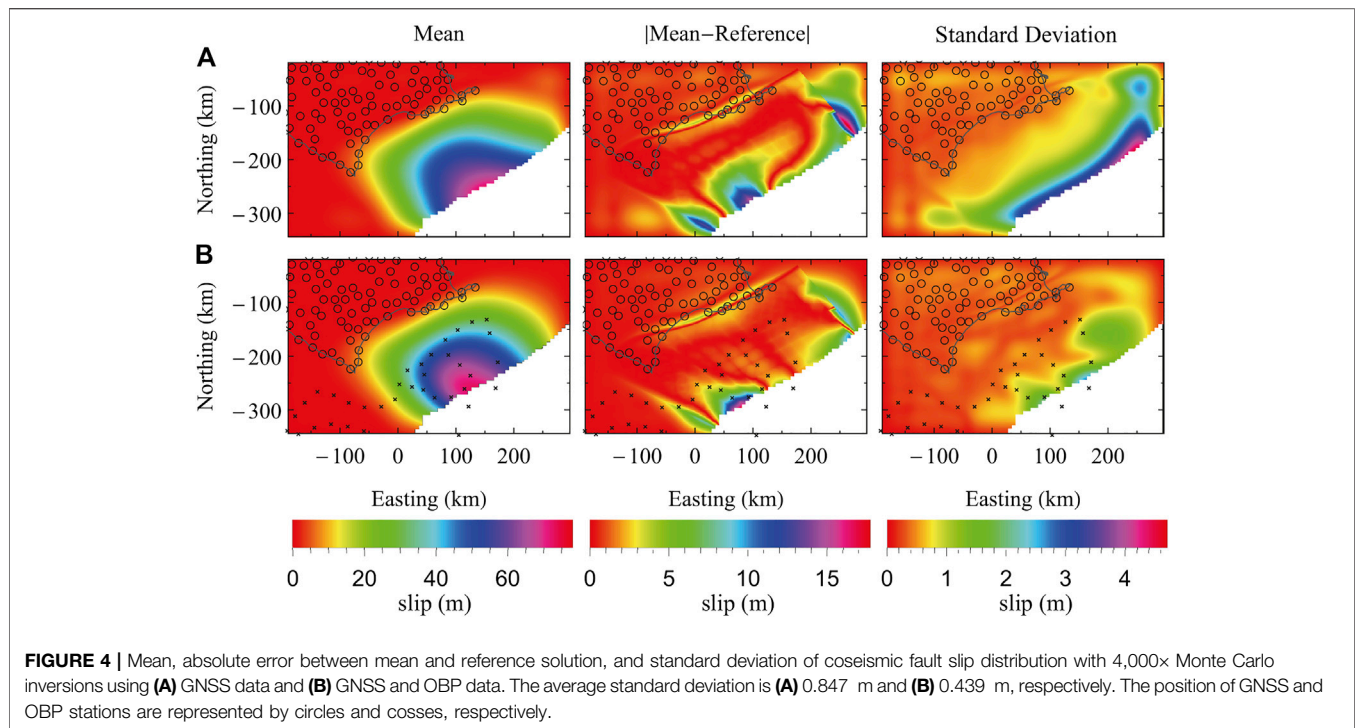 Mean |Mean−Reference| Standard Deviation
A
Northing (km)
−100
−200
−300
B
Northing (km)
−100
−200
−300
−100 0 100 200 −100 0 100 200 −100 0 100 200
Easting (km) Easting (km) Easting (km)
0 20 40 60 0 5 10 15 0 1 2 3 4
slip (m) slip (m) slip (m)
FIGURE 4 | Mean, absolute error between mean and reference solution, and standard deviation of coseismic fault slip distribution with 4,000× Monte Carlo
inversions using (A) GNSS data and (B) GNSS and OBP data. The average standard deviation is (A) 0.847 m and (B) 0.439 m, respectively. The position of GNSS and
OBP stations are represented by circles and cosses, respectively.